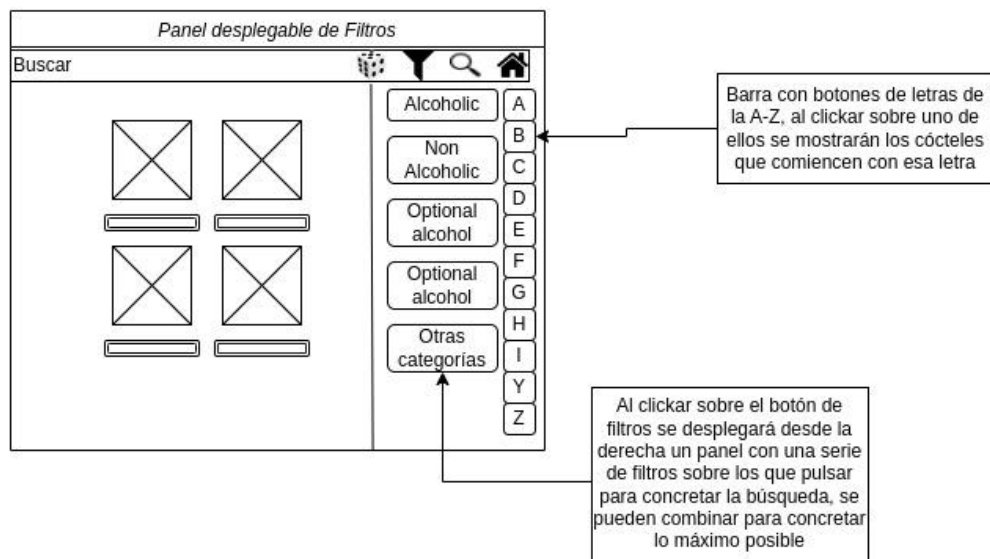 Panel desplegable de Filtros
Buscar
Alcoholic
Non
Alcoholic
Optional
alcohol
Optional
alcohol
Otras
categorías
A
B
C
D
E
F
G
H
I
Y
Z
Barra con botones de letras de
la A-Z, al clickar sobre uno de
ellos se mostrarán los cócteles
que comiencen con esa letra
Al clickar sobre el botón de
filtros se desplegará desde la
derecha un panel con una serie
de filtros sobre los que pulsar
para concretar la búsqueda, se
pueden combinar para concretar
lo máximo posible